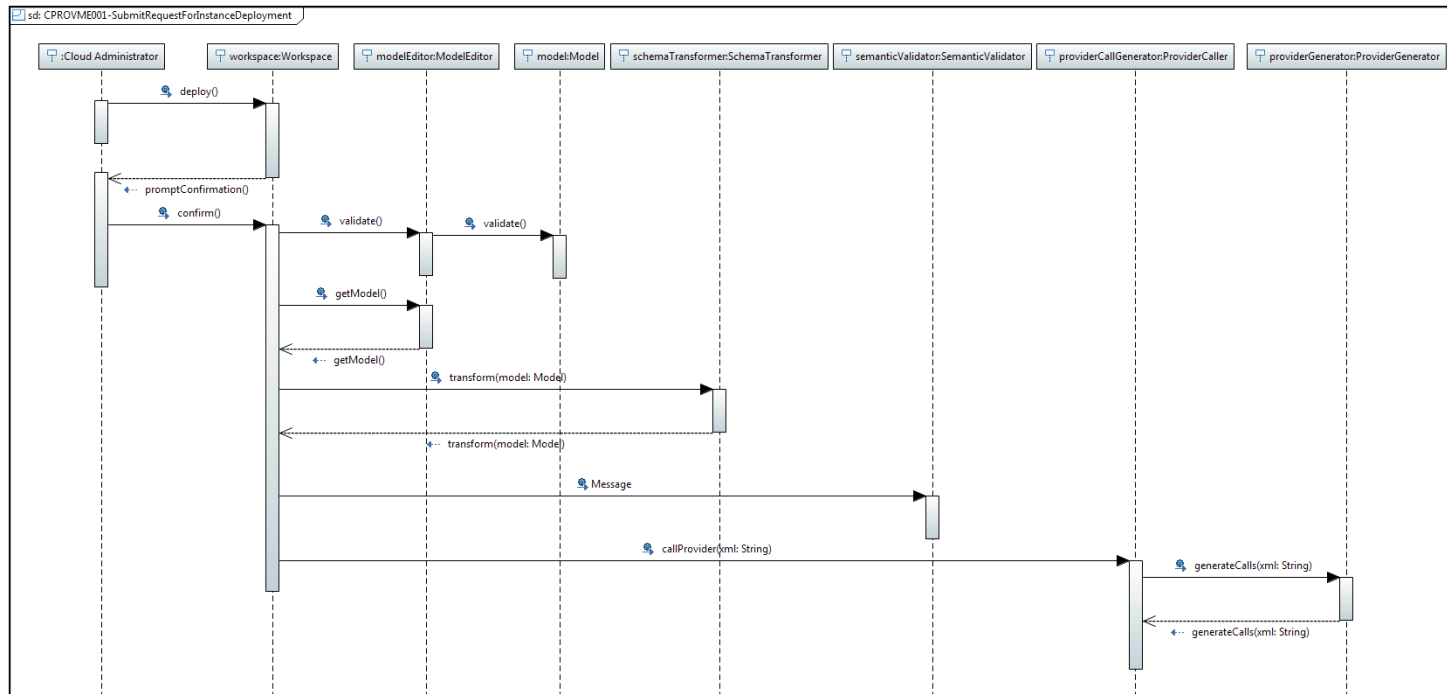 sd: CPROVME001-SubmitRequestForInstanceDeployment
:Cloud Administrator
workspace:Workspace
modelEditor:ModelEditor
model:Model
schemaTransformer:SchemaTransformer
semanticValidator:SemanticValidator
providerCallGenerator:ProviderCaller
providerGenerator:ProviderGenerator
deploy()
promptConfirmation()
confirm()
validate()
validate()
getModel()
getModel()
transform(model: Model)
transform(model: Model)
Message
callProvider(xml: String)
generateCalls(xml: String)
generateCalls(xml: String)